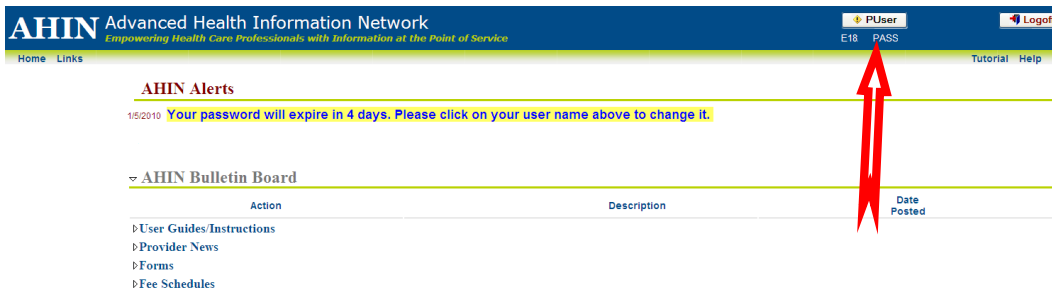 AHIN Advanced Health Information Network
Empowering Health Care Professionals with Information at the Point of Service
PUser
Logof
E18 PASS
Home Links
Tutorial Help
AHIN Alerts
1/5/2010 Your password will expire in 4 days. Please click on your user name above to change it.
AHIN Bulletin Board
Action Description Date
Posted
User Guides/Instructions
Provider News
Forms
Fee Schedules